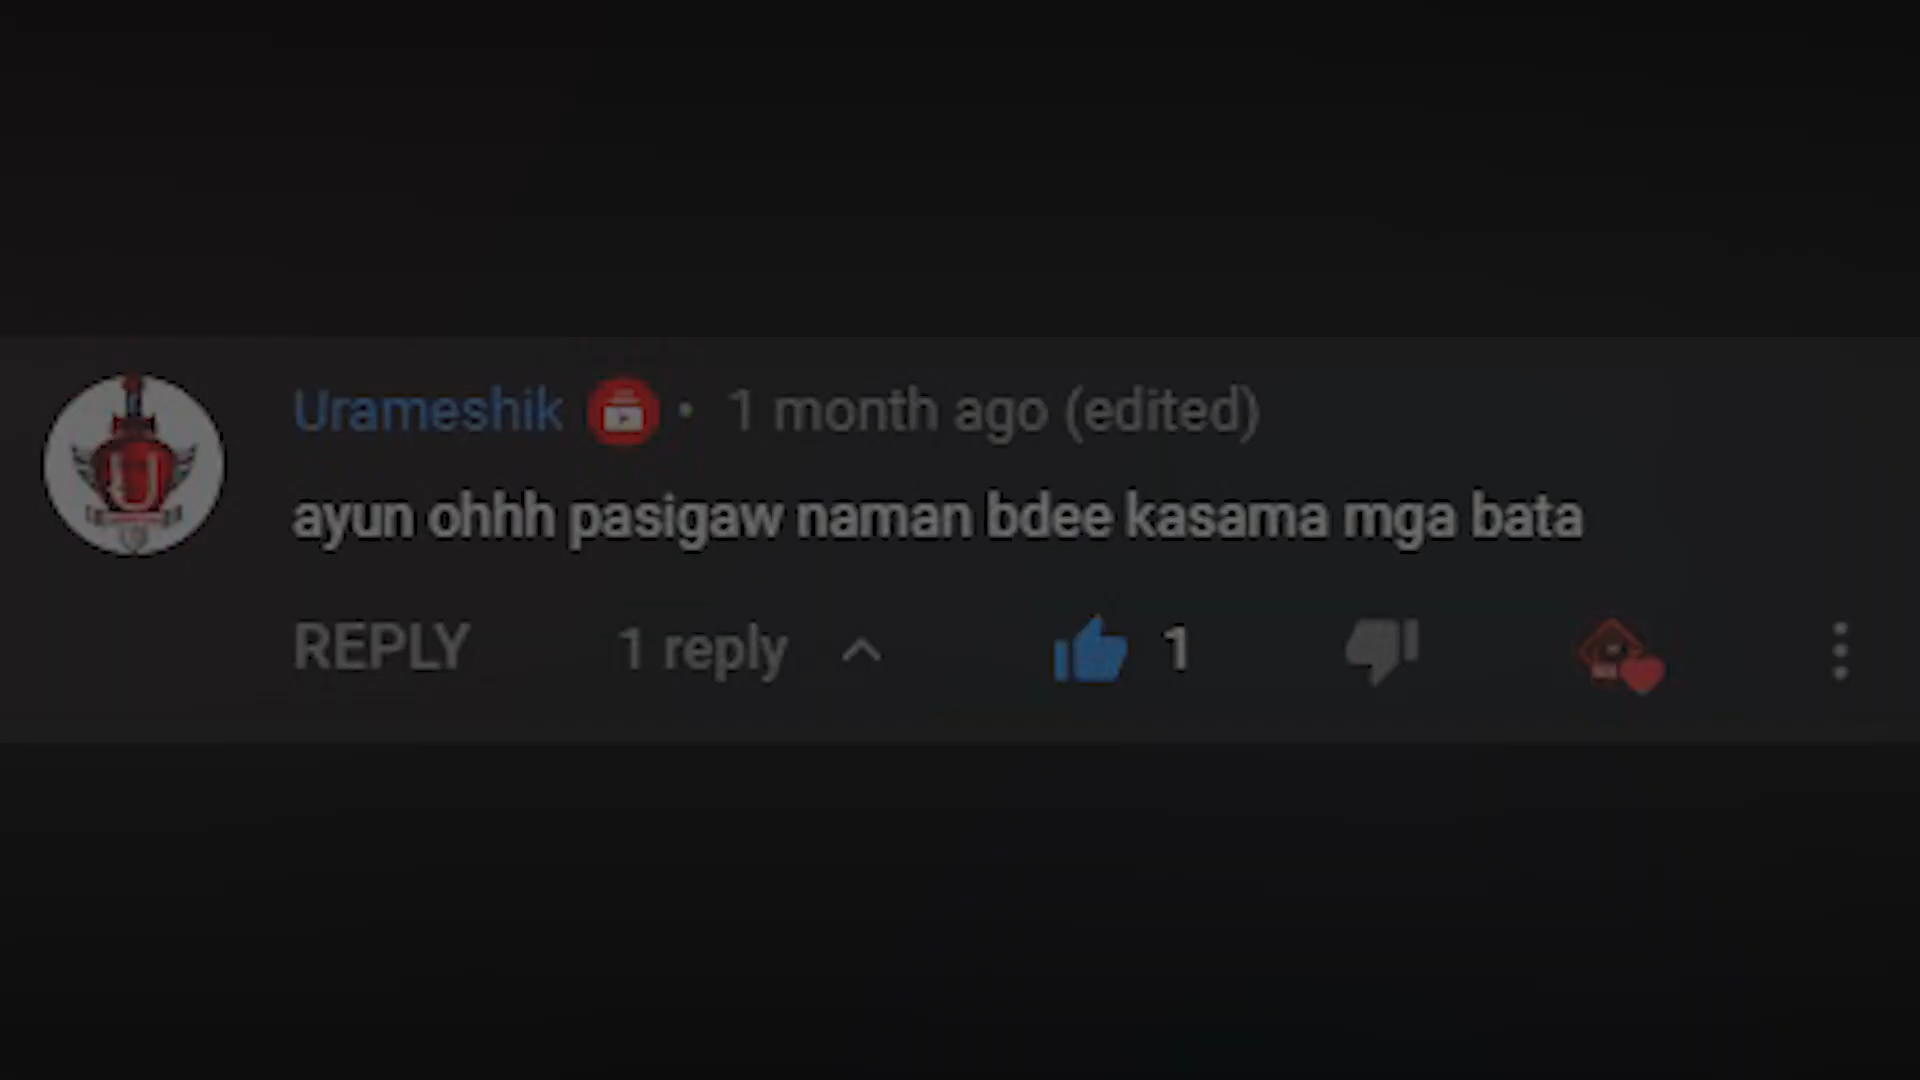 Urameshik • 1 month ago (edited)
ayun ohhh pasigaw naman bdee kasama mga bata
REPLY 1 reply 1